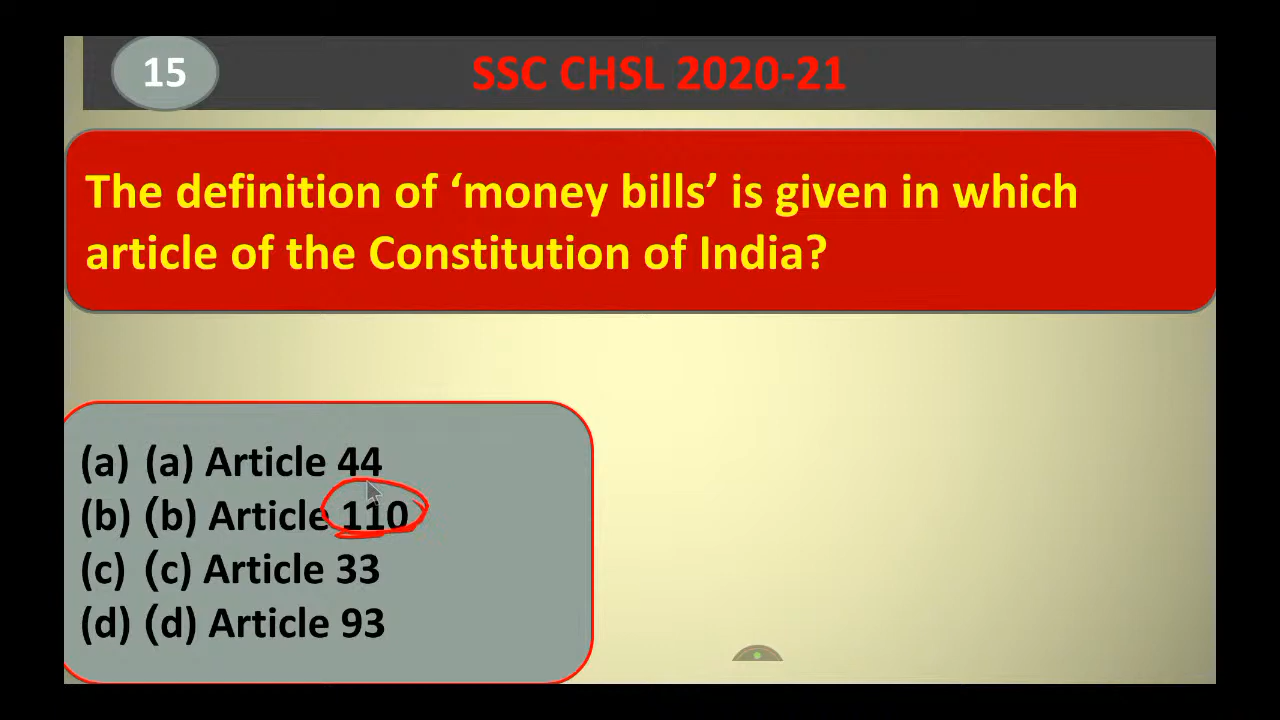 15
SSC CHSL 2020-21
The definition of ‘money bills’ is given in which
article of the Constitution of India?
(a) (a) Article 44
(b) (b) Article 110
(c) (c) Article 33
(d) (d) Article 93